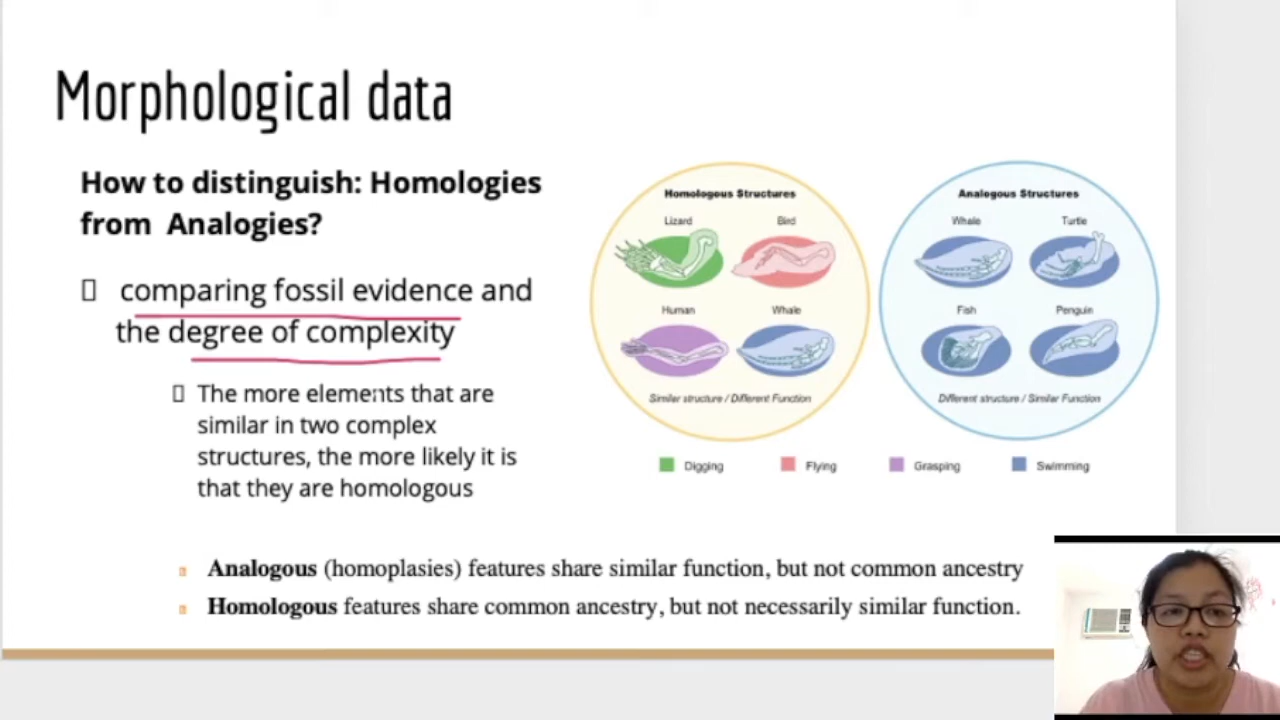 Morphological data
How to distinguish: Homologies
from Analogies?
comparing fossil evidence and
the degree of complexity
The more elements that are
similar in two complex
structures, the more likely it is
that they are homologous
Homologous Structures
Lizard Bird
Human Whale
Similar structure / Different Function
Analogous Structures
Whale Turtle
Fish Penguin
Different structure / Similar Function
Digging Flying Grasping Swimming
Analogous (homoplasies) features share similar function, but not common ancestry
Homologous features share common ancestry, but not necessarily similar function.